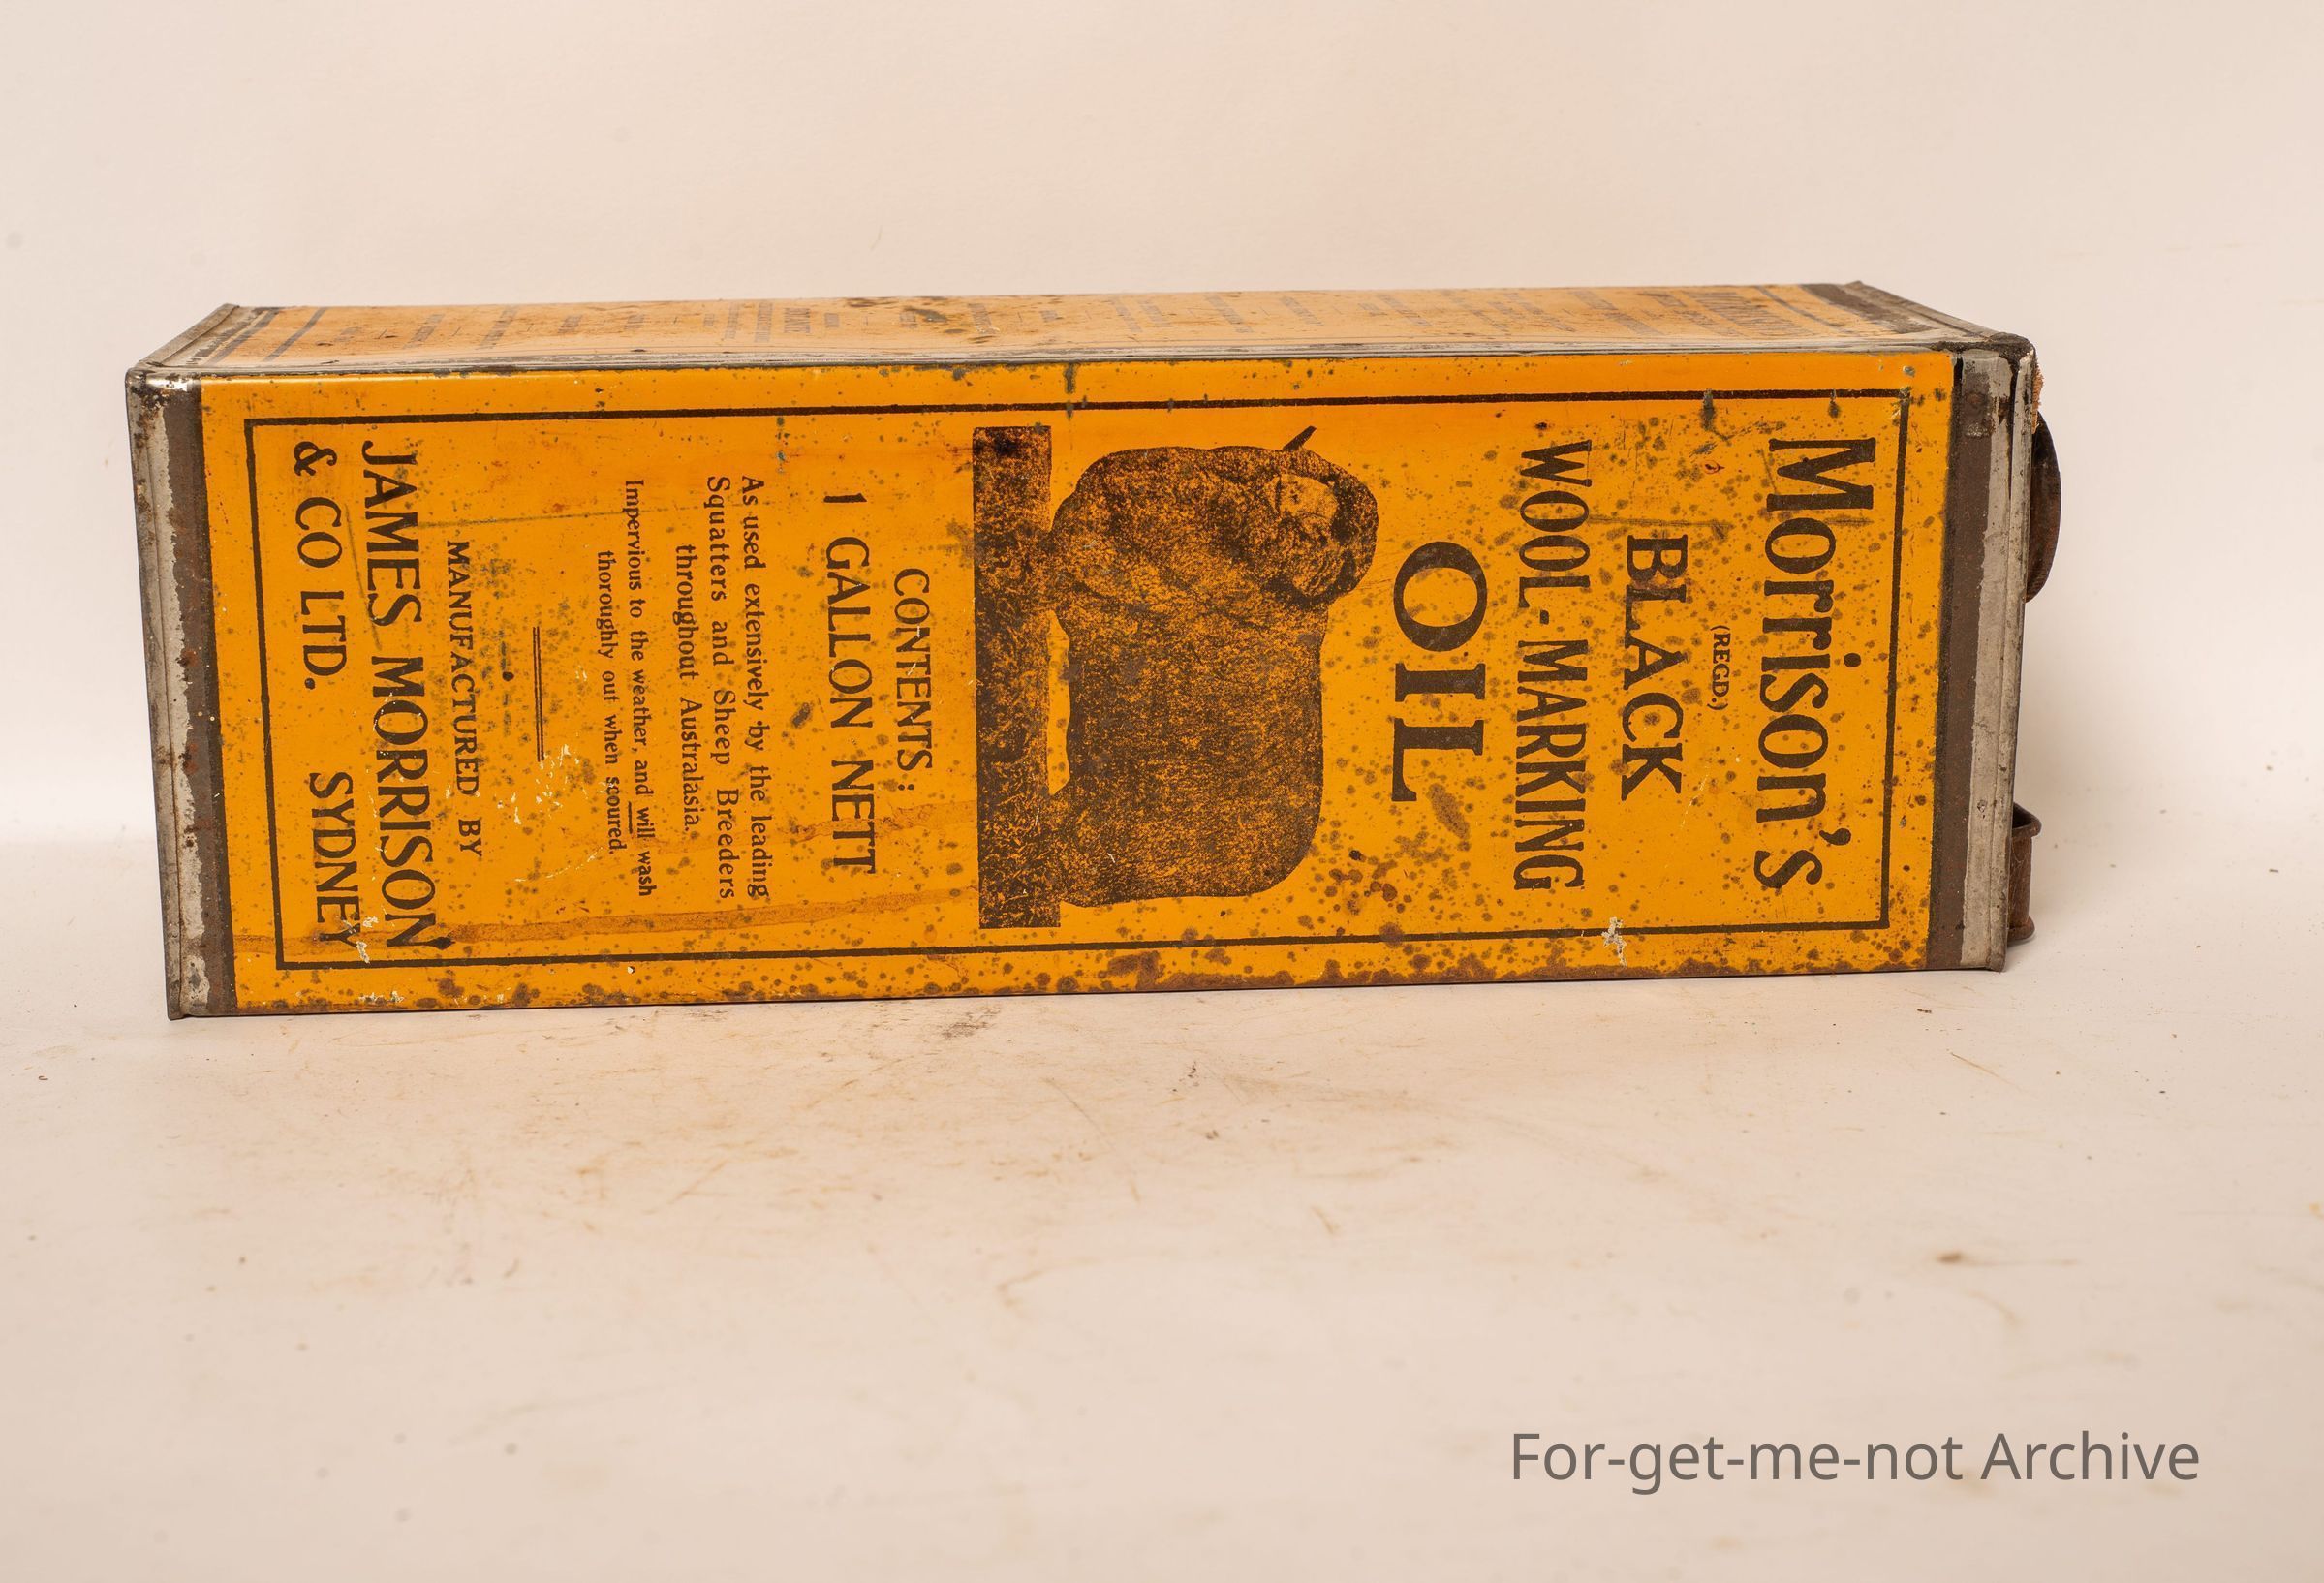 Morrison's
(REGD.)
BLACK
WOOL-MARKING
OIL
CONTENTS:
1 GALLON NETT
As used extensively by the leading
Squatters and Sheep Breeders
throughout Australasia.
Impervious to the weather, and will wash
thoroughly out when scoured.
MANUFACTURED BY
JAMES MORRISON
& CO LTD. SYDNEY
For-get-me-not Archive